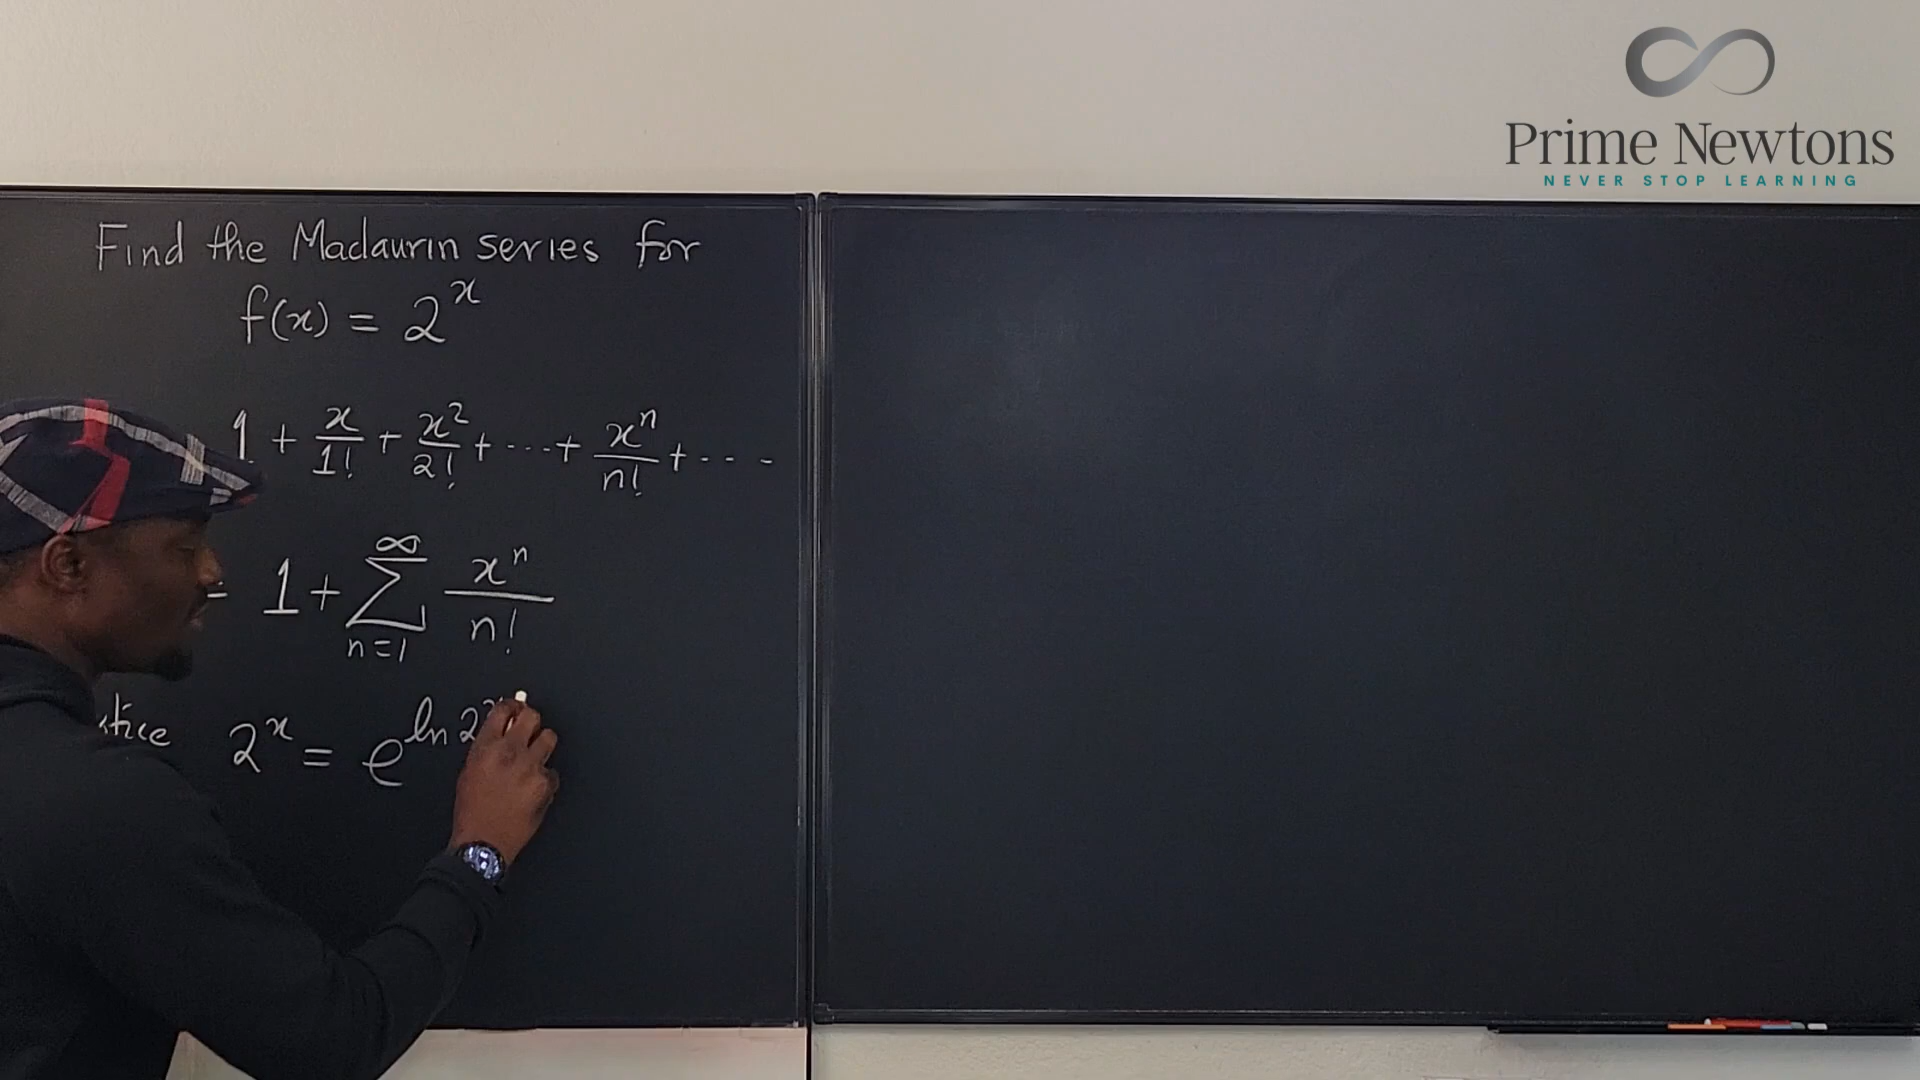 Prime Newtons
NEVER STOP LEARNING
Find the Maclaurin series for
f(x) = 2^x
1 + x/1! + x^2/2! + ... + x^n/n! + ...
= 1 + ∑_{n=1}^{∞} x^n/n!
2^x = e^{ln 2^x}